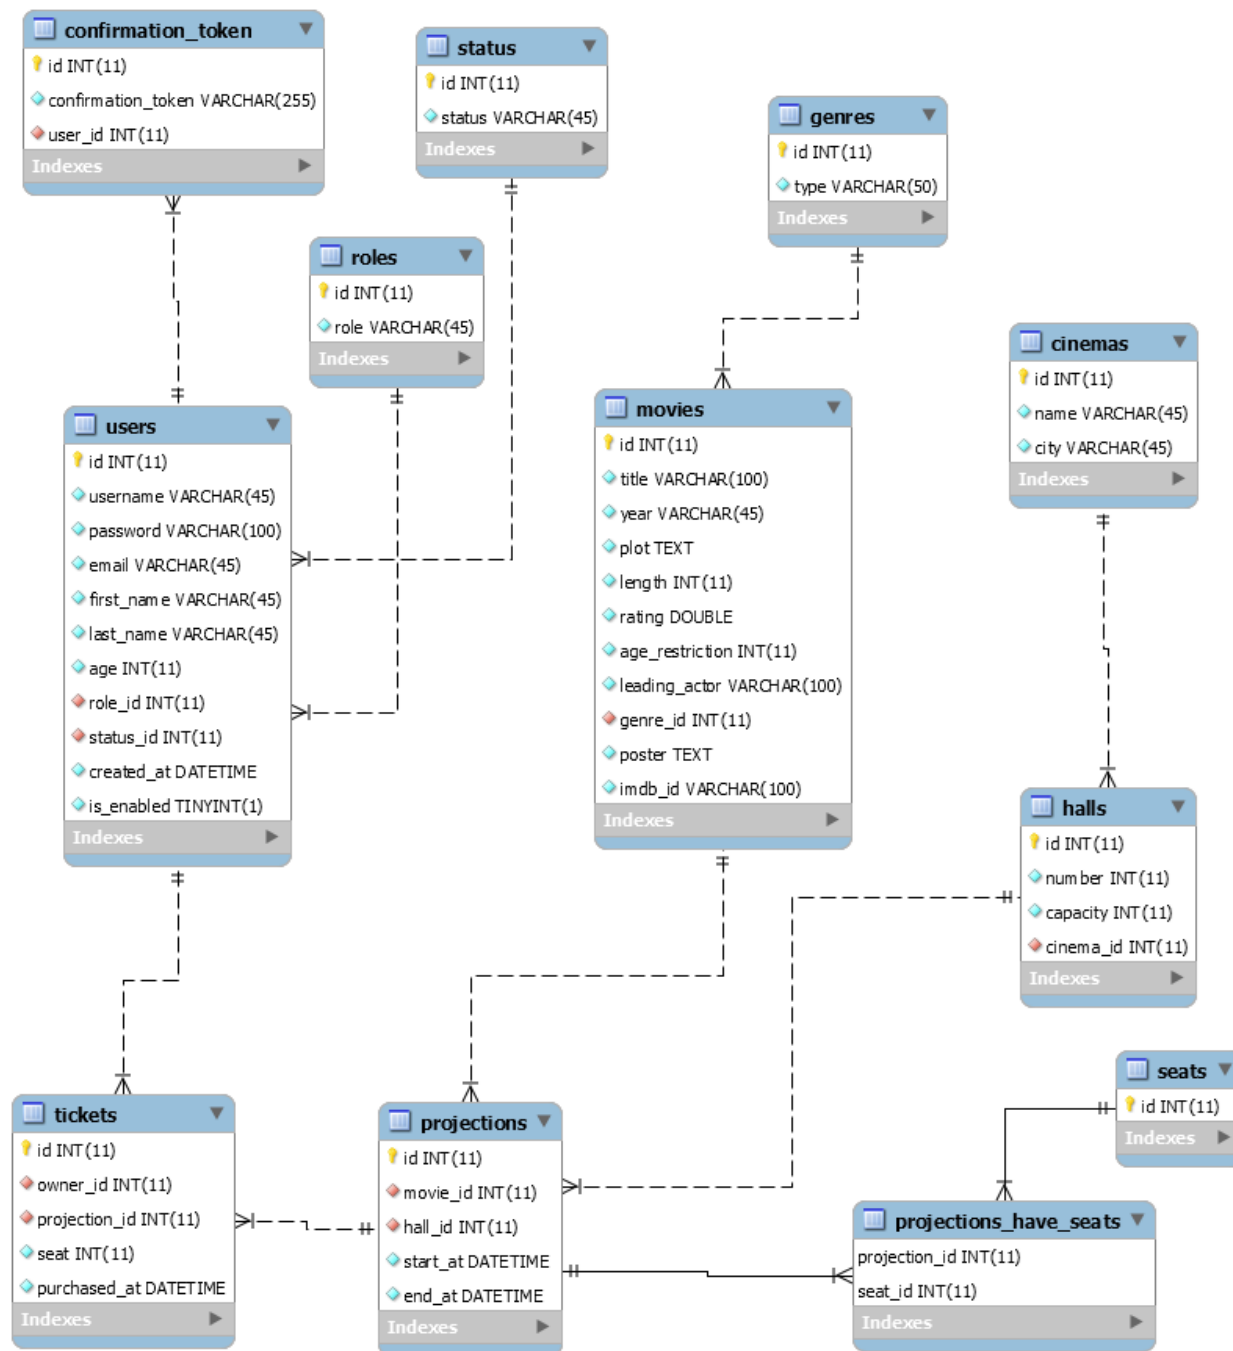 confirmation_token
id INT(11)
confirmation_token VARCHAR(255)
user_id INT(11)
Indexes
status
id INT(11)
status VARCHAR(45)
Indexes
genres
id INT(11)
type VARCHAR(50)
Indexes
roles
id INT(11)
role VARCHAR(45)
Indexes
cinemas
id INT(11)
name VARCHAR(45)
city VARCHAR(45)
Indexes
users
id INT(11)
username VARCHAR(45)
password VARCHAR(100)
email VARCHAR(45)
first_name VARCHAR(45)
last_name VARCHAR(45)
age INT(11)
role_id INT(11)
status_id INT(11)
created_at DATETIME
is_enabled TINYINT(1)
Indexes
movies
id INT(11)
title VARCHAR(100)
year VARCHAR(45)
plot TEXT
length INT(11)
rating DOUBLE
age_restriction INT(11)
leading_actor VARCHAR(100)
genre_id INT(11)
poster TEXT
imdb_id VARCHAR(100)
Indexes
halls
id INT(11)
number INT(11)
capacity INT(11)
cinema_id INT(11)
Indexes
tickets
id INT(11)
owner_id INT(11)
projection_id INT(11)
seat INT(11)
purchased_at DATETIME
Indexes
projections
id INT(11)
movie_id INT(11)
hall_id INT(11)
start_at DATETIME
end_at DATETIME
Indexes
seats
id INT(11)
Indexes
projections_have_seats
projection_id INT(11)
seat_id INT(11)
Indexes